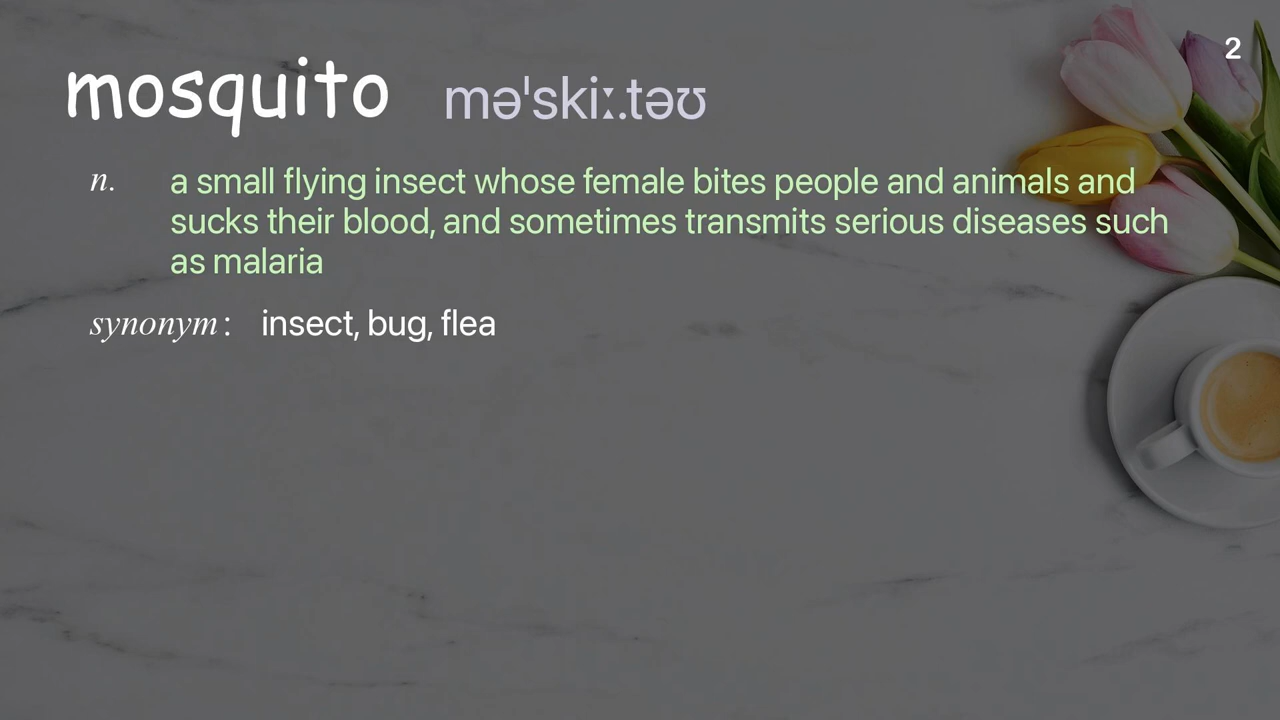 2
mosquito məˈskiː.təʊ
n. a small flying insect whose female bites people and animals and
sucks their blood, and sometimes transmits serious diseases such
as malaria
synonym: insect, bug, flea